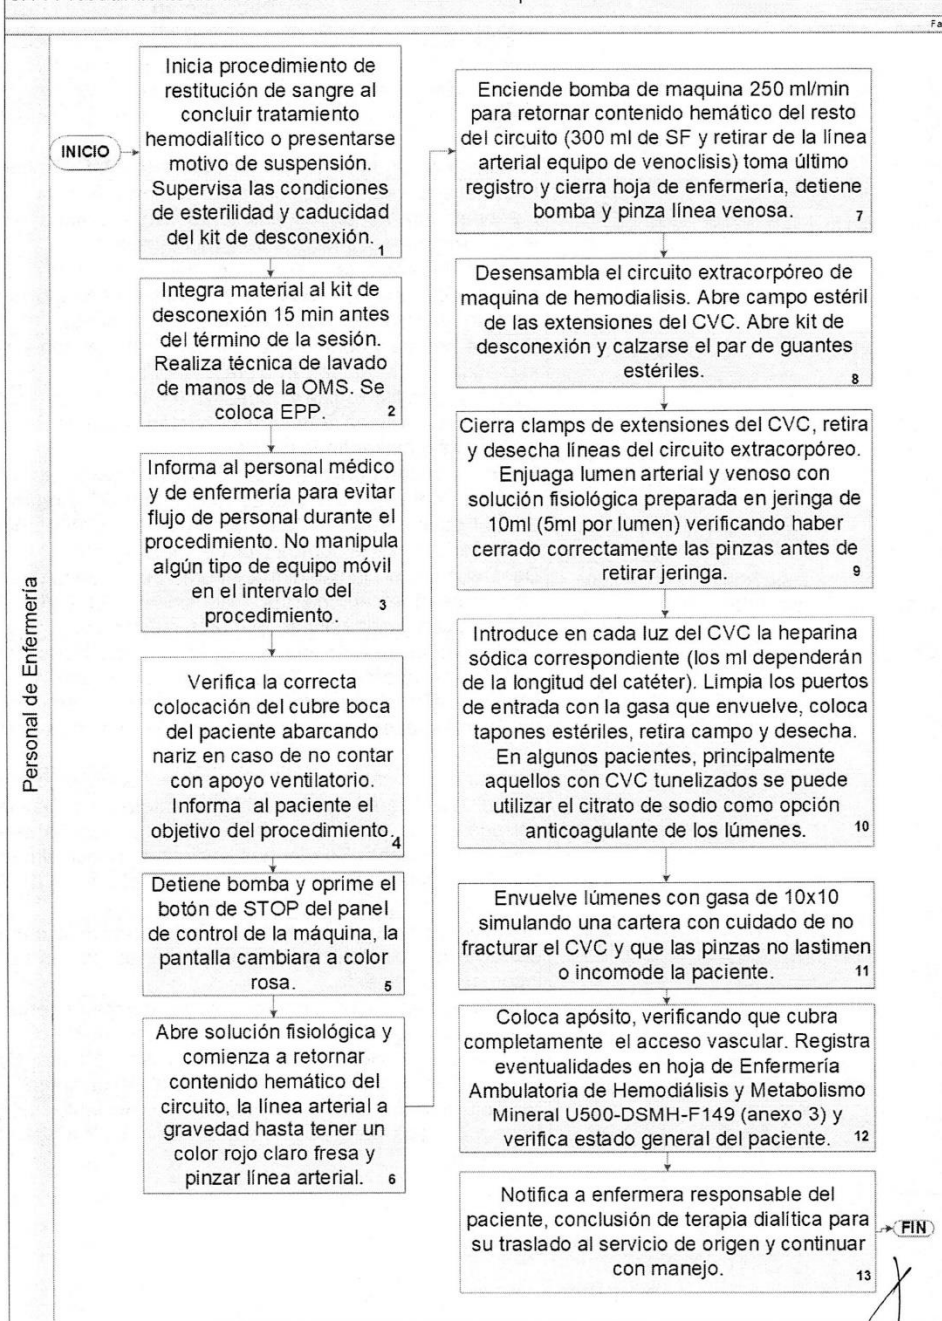 Fa
Personal de Enfermería
INICIO
Inicia procedimiento de
restitución de sangre al
concluir tratamiento
hemodialítico o presentarse
motivo de suspensión.
Supervisa las condiciones
de esterilidad y caducidad
del kit de desconexión.
1
Integra material al kit de
desconexión 15 min antes
del término de la sesión.
Realiza técnica de lavado
de manos de la OMS. Se
coloca EPP. 2
Informa al personal médico
y de enfermería para evitar
flujo de personal durante el
procedimiento. No manipula
algún tipo de equipo móvil
en el intervalo del
procedimiento. 3
Verifica la correcta
colocación del cubre boca
del paciente abarcando
nariz en caso de no contar
con apoyo ventilatorio.
Informa al paciente el
objetivo del procedimiento.
4
Detiene bomba y oprime el
botón de STOP del panel
de control de la máquina, la
pantalla cambiara a color
rosa. 5
Abre solución fisiológica y
comienza a retornar
contenido hemático del
circuito, la línea arterial a
gravedad hasta tener un
color rojo claro fresa y
pinzar línea arterial. 6
Enciende bomba de maquina 250 ml/min
para retornar contenido hemático del resto
del circuito (300 ml de SF y retirar de la línea
arterial equipo de venoclisis) toma último
registro y cierra hoja de enfermería, detiene
bomba y pinza línea venosa. 7
Desensambla el circuito extracorpóreo de
maquina de hemodialisis. Abre campo estéril
de las extensiones del CVC. Abre kit de
desconexión y calzarse el par de guantes
estériles. 8
Cierra clamps de extensiones del CVC, retira
y desecha líneas del circuito extracorpóreo.
Enjuaga lumen arterial y venoso con
solución fisiológica preparada en jeringa de
10ml (5ml por lumen) verificando haber
cerrado correctamente las pinzas antes de
retirar jeringa. 9
Introduce en cada luz del CVC la heparina
sódica correspondiente (los ml dependerán
de la longitud del catéter). Limpia los puertos
de entrada con la gasa que envuelve, coloca
tapones estériles, retira campo y desecha.
En algunos pacientes, principalmente
aquellos con CVC tunelizados se puede
utilizar el citrato de sodio como opción
anticoagulante de los lúmenes. 10
Envuelve lúmenes con gasa de 10x10
simulando una cartera con cuidado de no
fracturar el CVC y que las pinzas no lastimen
o incomode la paciente. 11
Coloca apósito, verificando que cubra
completamente el acceso vascular. Registra
eventualidades en hoja de Enfermería
Ambulatoria de Hemodiálisis y Metabolismo
Mineral U500-DSMH-F149 (anexo 3) y
verifica estado general del paciente. 12
Notifica a enfermera responsable del
paciente, conclusión de terapia dialítica para
su traslado al servicio de origen y continuar
con manejo. 13
FIN